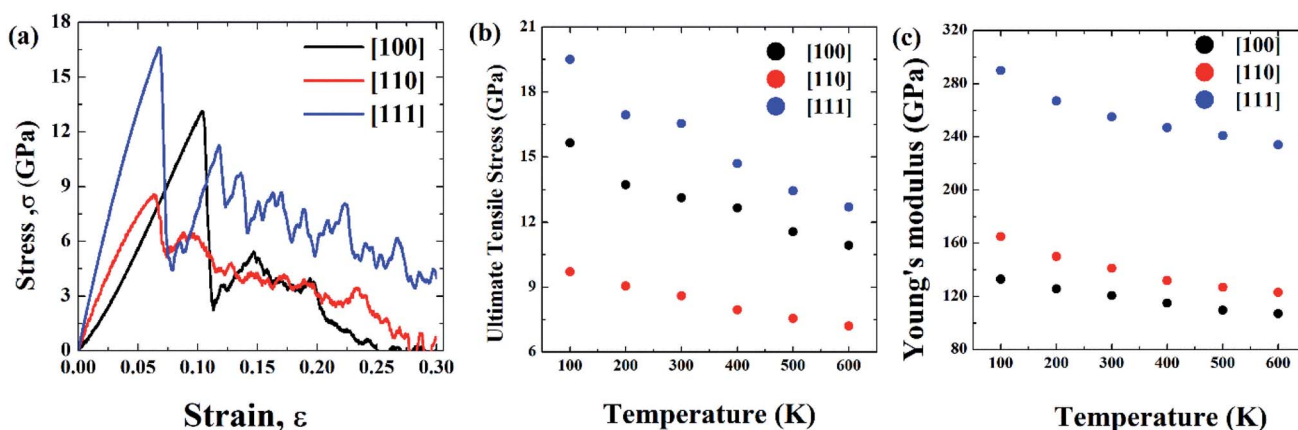 (a)
Stress ,σ (GPa)
18
15
12
9
6
3
0
[100]
[110]
[111]
0.00 0.05 0.10 0.15 0.20 0.25 0.30
Strain, ε
(b)
Ultimate Tensile Stress (GPa)
21
18
15
12
9
6
[100]
[110]
[111]
100 200 300 400 500 600
Temperature (K)
(c)
Young's modulus (GPa)
320
280
240
200
160
120
80
[100]
[110]
[111]
100 200 300 400 500 600
Temperature (K)